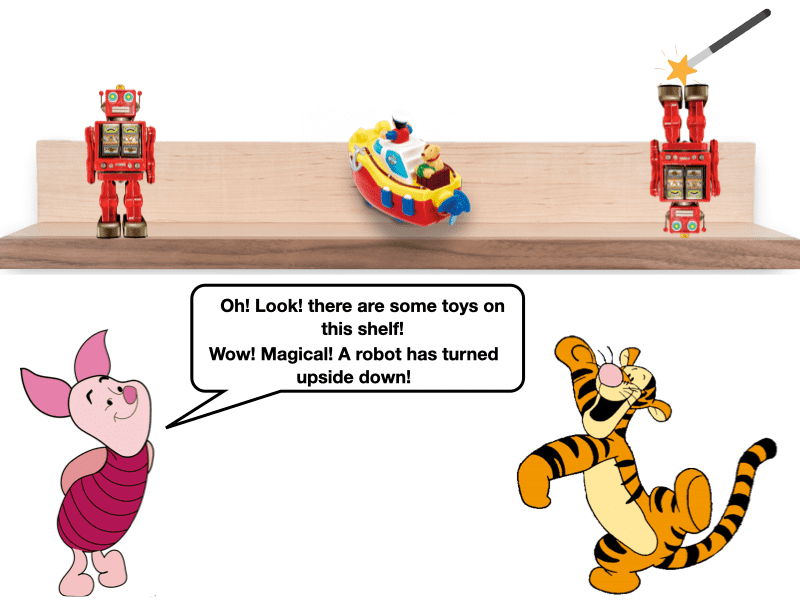 Oh! Look! there are some toys on
this shelf!
Wow! Magical! A robot has turned
upside down!